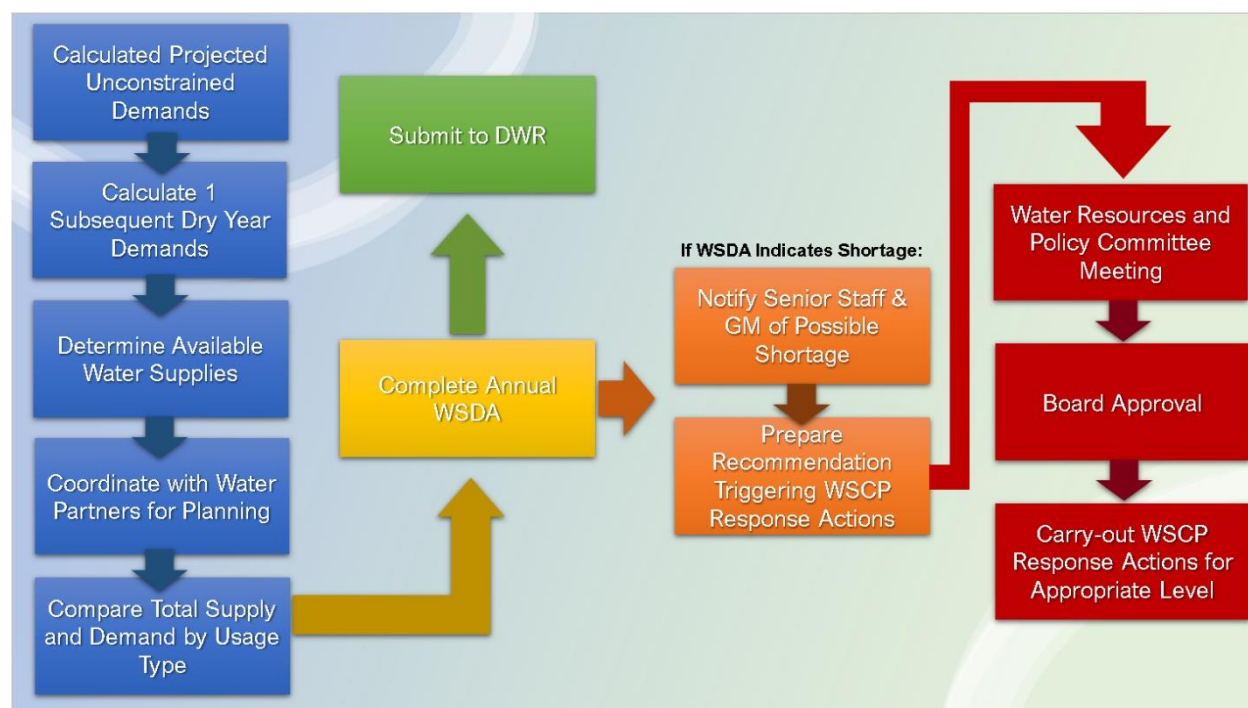 Calculated Projected
Unconstrained
Demands
Calculate 1
Subsequent Dry Year
Demands
Determine Available
Water Supplies
Coordinate with Water
Partners for Planning
Compare Total Supply
and Demand by Usage
Type
Submit to DWR
Complete Annual
WSDA
If WSDA Indicates Shortage:
Notify Senior Staff &
GM of Possible
Shortage
Prepare
Recommendation
Triggering WSCP
Response Actions
Water Resources and
Policy Committee
Meeting
Board Approval
Carry-out WSCP
Response Actions for
Appropriate Level